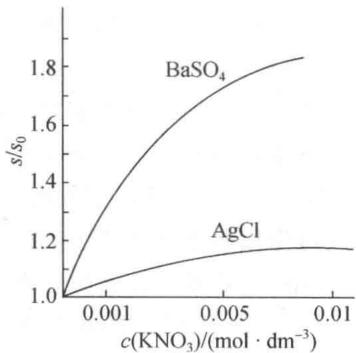 1.8
BaSO₄
1.6
s/s₀
1.4
AgCl
1.2
1.0
0.001 0.005 0.01
c(KNO₃)/(mol · dm⁻³)